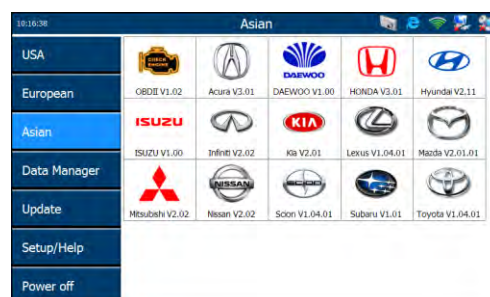 10:16:38
Asian
USA
European
Asian
Data Manager
Update
Setup/Help
Power off
CHECK
ENGINE
DAEWOO
OBDII V1.02
Acura V3.01
DAEWOO V1.00
HONDA V3.01
Hyundai V2.11
ISUZU
KIA
ISUZU V1.00
Infiniti V2.02
Kia V2.01
Lexus V1.04.01
Mazda V2.01.01
NISSAN
SCION
Mitsubishi V2.02
Nissan V2.02
Scion V1.04.01
Subaru V1.01
Toyota V1.04.01